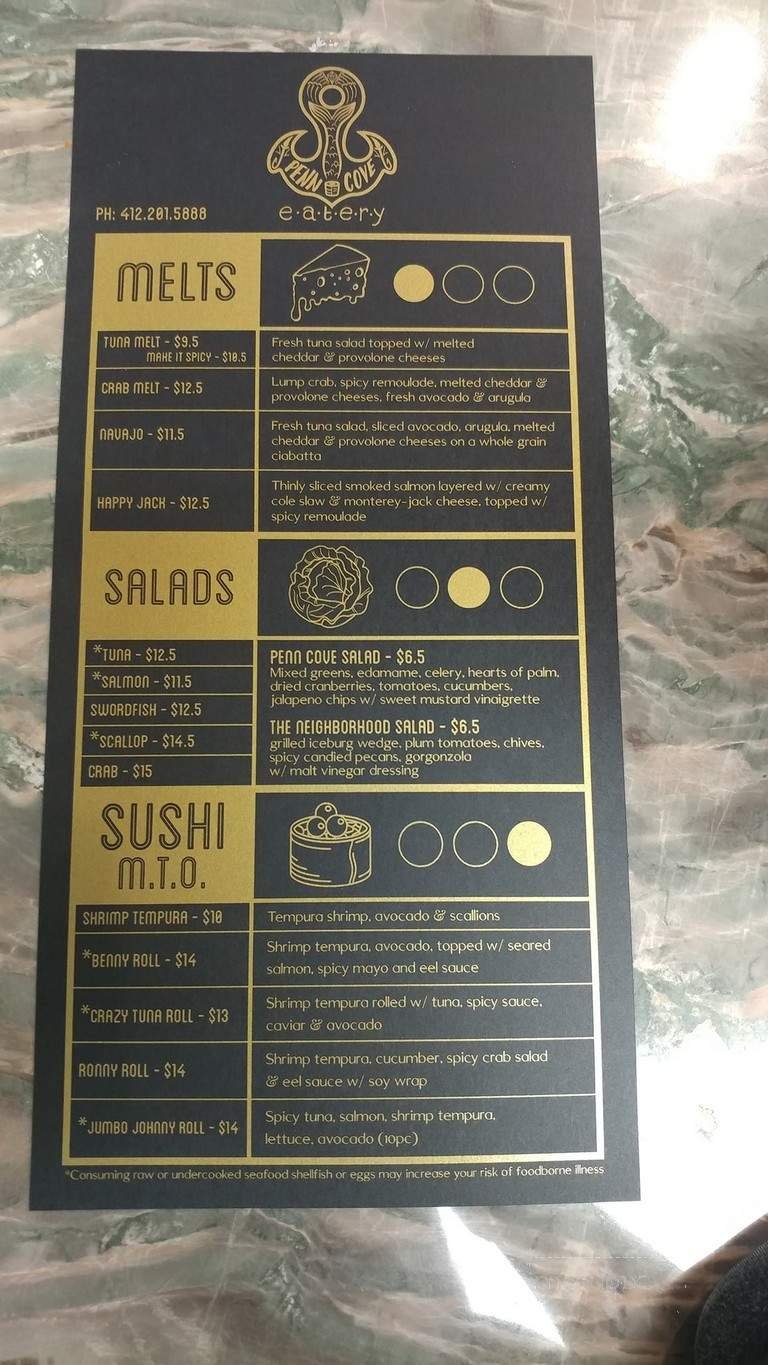 PENN COVE
e·a·t·e·r·y
PH: 412.201.5888
MELTS
TUNA MELT - $9.5
MAKE IT SPICY - $10.5
Fresh tuna salad topped w/ melted
cheddar & provolone cheeses
CRAB MELT - $12.5
Lump crab, spicy remoulade, melted cheddar &
provolone cheeses, fresh avocado & arugula
NAVAJO - $11.5
Fresh tuna salad, sliced avocado, arugula, melted
cheddar & provolone cheeses on a whole grain
ciabatta
HAPPY JACK - $12.5
Thinly sliced smoked salmon layered w/ creamy
cole slaw & monterey-jack cheese, topped w/
spicy remoulade
SALADS
*TUNA - $12.5
*SALMON - $11.5
SWORDFISH - $12.5
*SCALLOP - $14.5
CRAB - $15
PENN COVE SALAD - $6.5
Mixed greens, edamame, celery, hearts of palm,
dried cranberries, tomatoes, cucumbers,
jalapeno chips w/ sweet mustard vinaigrette
THE NEIGHBORHOOD SALAD - $6.5
grilled iceburg wedge, plum tomatoes, chives,
spicy candied pecans, gorgonzola
w/ malt vinegar dressing
SUSHI
M.T.O.
SHRIMP TEMPURA - $10
Tempura shrimp, avocado & scallions
*BENNY ROLL - $14
Shrimp tempura, avocado, topped w/ seared
salmon, spicy mayo and eel sauce
*CRAZY TUNA ROLL - $13
Shrimp tempura rolled w/ tuna, spicy sauce,
caviar & avocado
RONNY ROLL - $14
Shrimp tempura, cucumber, spicy crab salad
& eel sauce w/ soy wrap
*JUMBO JOHNNY ROLL - $14
Spicy tuna, salmon, shrimp tempura,
lettuce, avocado (10pc)
*Consuming raw or undercooked seafood shellfish or eggs may increase your risk of foodborne illness